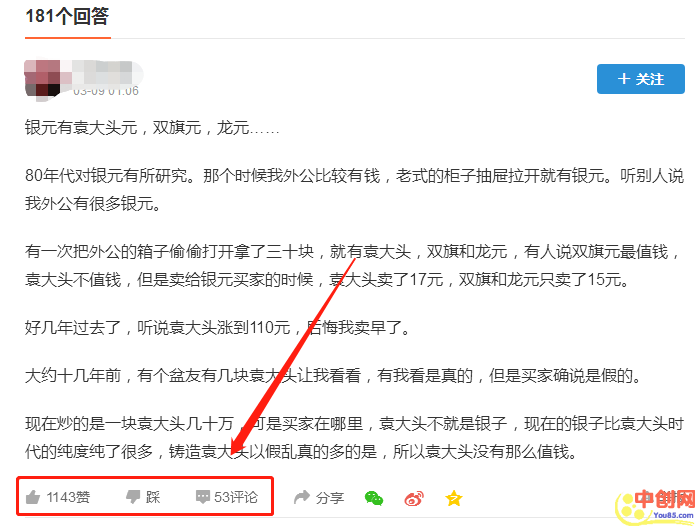 181个回答
03-09 01:06
+ 关注
银元有袁大头元，双旗元，龙元……
80年代对银元有所研究。那个时候我外公比较有钱，老式的柜子抽屉拉开就有银元。听别人说
我外公有很多银元。
有一次把外公的箱子偷偷打开拿了三十块，就有袁大头，双旗和龙元，有人说双旗元最值钱，
袁大头不值钱，但是卖给银元买家的时候，袁大头卖了17元，双旗和龙元只卖了15元。
好几年过去了，听说袁大头涨到110元，后悔我卖早了。
大约十几年前，有个盆友有几块袁大头让我看看，有我看是真的，但是买家确说是假的。
现在炒的是一块袁大头几十万，可是买家在哪里，袁大头不就是银子，现在的银子比袁大头时
代的纯度纯了很多，铸造袁大头以假乱真的多的是，所以袁大头没有那么值钱。
1143赞 踩 53评论 分享
中创网
You85.com